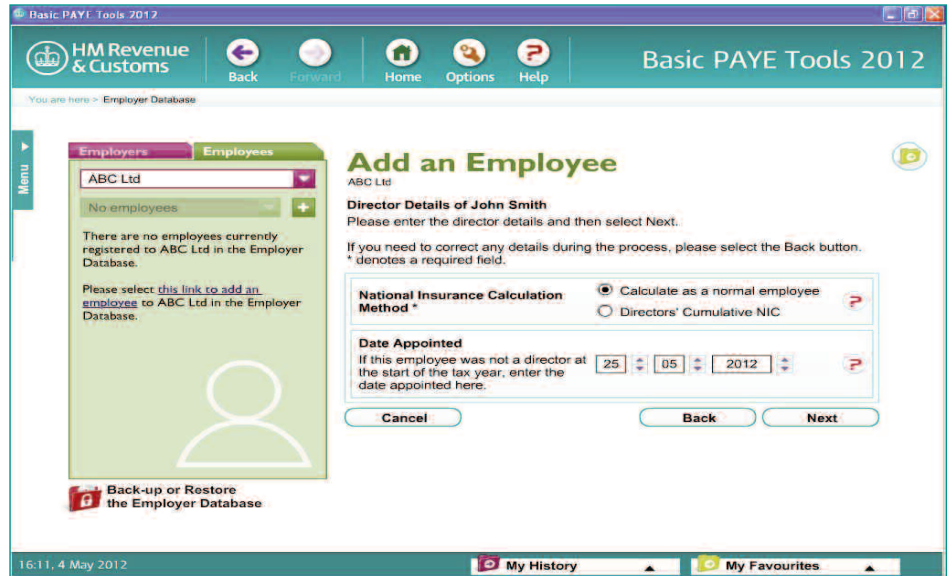 Basic PAYE Tools 2012
HM Revenue
& Customs
Back
Forward
Home
Options
Help
Basic PAYE Tools 2012
You are here > Employer Database
Menu
Employers
Employees
ABC Ltd
No employees
+
There are no employees currently
registered to ABC Ltd in the Employer
Database.
Please select this link to add an
employee to ABC Ltd in the Employer
Database.
Back-up or Restore
the Employer Database
Add an Employee
ABC Ltd
Director Details of John Smith
Please enter the director details and then select Next.
If you need to correct any details during the process, please select the Back button.
* denotes a required field.
National Insurance Calculation
Method *
Calculate as a normal employee
Directors' Cumulative NIC
?
Date Appointed
If this employee was not a director at
the start of the tax year, enter the
date appointed here.
25 05 2012
?
Cancel
Back
Next
16:11, 4 May 2012
My History
My Favourites